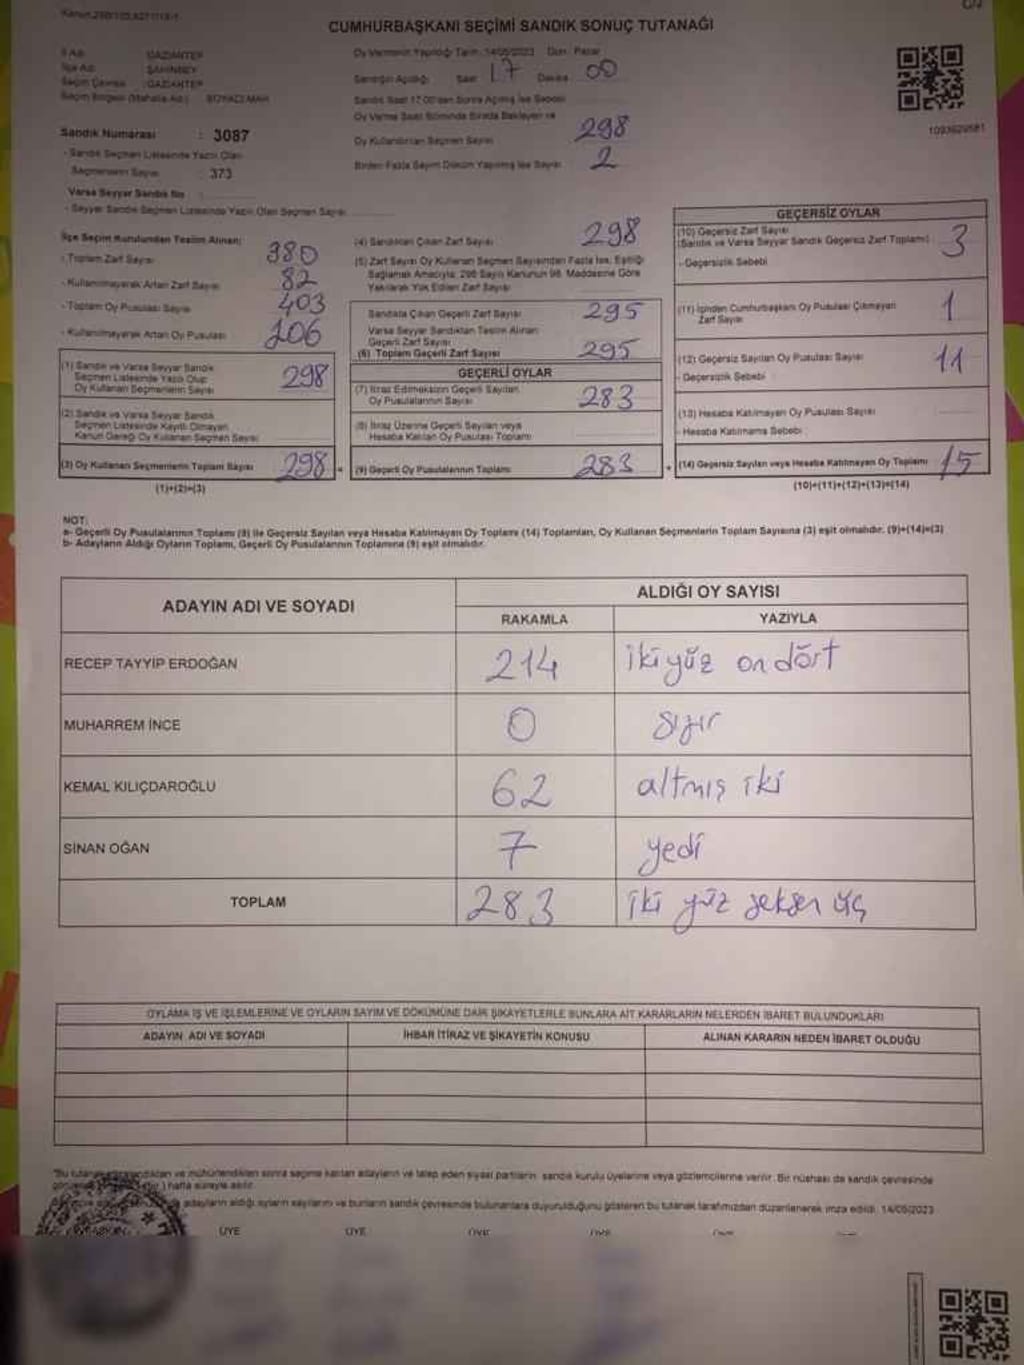 CUMHURBAŞKANI SEÇİMİ SANDIK SONUÇ TUTANAĞI
İl Adı : GAZİANTEP
İlçe Adı : ŞAHİNBEY
Seçim Çevresi : GAZİANTEP
Seçim Bölgesi (Mahalle Adı) : BOYACI MAH.
Sandık Numarası : 3087
- Sandık Seçmen Listesinde Yazılı Olan
Seçmenlerin Sayısı : 373
Varsa Seyyar Sandık No :
- Seyyar Sandık Seçmen Listesinde Yazılı Olan Seçmen Sayısı
Oy Vermenin Yapıldığı Tarih: 14/05/2023 Gün: Pazar
Sandığın Açıldığı Saat 17 Dakika 00
Sandık Saat 17.00'den Sonra Açılmış İse Sebebi
Oy Verme Saati Bitiminde Sırada Bekleyen ve
Oy Kullandırılan Seçmen Sayısı 298
Birden Fazla Sayım Döküm Yapılmış İse Sayısı 2
1093629581
İlçe Seçim Kurulundan Teslim Alınan;
- Toplam Zarf Sayısı 380
- Kullanılmayarak Artan Zarf Sayısı 82
- Toplam Oy Pusulası Sayısı 403
- Kullanılmayarak Artan Oy Pusulası 106
(1) Sandık ve Varsa Seyyar Sandık
Seçmen Listesinde Yazılı Olup
Oy Kullanan Seçmenlerin Sayısı 298
(2) Sandık ve Varsa Seyyar Sandık
Seçmen Listesinde Kayıtlı Olmayan
Kanun Gereği Oy Kullanan Seçmen Sayısı
(3) Oy Kullanan Seçmenlerin Toplam Sayısı 298
(1)+(2)=(3)
(4) Sandıktan Çıkan Zarf Sayısı 298
(5) Zarf Sayısı Oy Kullanan Seçmen Sayısından Fazla İse, Eşitliği
Sağlamak Amacıyla, 298 Sayılı Kanunun 98. Maddesine Göre
Yakılarak Yok Edilen Zarf Sayısı
Sandıkta Çıkan Geçerli Zarf Sayısı 295
Varsa Seyyar Sandıktan Teslim Alınan
Geçerli Zarf Sayısı
(6) Toplam Geçerli Zarf Sayısı 295
GEÇERLİ OYLAR
(7) İtiraz Edilmeksizin Geçerli Sayılan
Oy Pusulalarının Sayısı 283
(8) İtiraz Üzerine Geçerli Sayılan veya
Hesaba Katılan Oy Pusulası Toplamı
(9) Geçerli Oy Pusulalarının Toplamı 283
GEÇERSİZ OYLAR
(10) Geçersiz Zarf Sayısı
(Sandık ve Varsa Seyyar Sandık Geçersiz Zarf Toplamı) 3
- Geçersizlik Sebebi
(11) İçinden Cumhurbaşkanı Oy Pusulası Çıkmayan
Zarf Sayısı 1
(12) Geçersiz Sayılan Oy Pusulası Sayısı 11
- Geçersizlik Sebebi
(13) Hesaba Katılmayan Oy Pusulası Sayısı
- Hesaba Katılmama Sebebi
(14) Geçersiz Sayılan veya Hesaba Katılmayan Oy Toplamı 15
(10)+(11)+(12)+(13)=(14)
NOT:
a- Geçerli Oy Pusulalarının Toplamı (9) ile Geçersiz Sayılan veya Hesaba Katılmayan Oy Toplamı (14) Toplamları, Oy Kullanan Seçmenlerin Toplam Sayısına (3) eşit olmalıdır. (9)+(14)=(3)
b- Adayların Aldığı Oyların Toplamı, Geçerli Oy Pusulalarının Toplamına (9) eşit olmalıdır.
ADAYIN ADI VE SOYADI
ALDIĞI OY SAYISI
RAKAMLA YAZIYLA
RECEP TAYYİP ERDOĞAN 214 iki yüz on dört
MUHARREM İNCE 0 sıfır
KEMAL KILIÇDAROĞLU 62 altmış iki
SİNAN OĞAN 7 yedi
TOPLAM 283 iki yüz seksen üç
OYLAMA İŞ VE İŞLEMLERİNE VE OYLARIN SAYIM VE DÖKÜMÜNE DAİR ŞİKAYETLERLE BUNLARA AİT KARARLARIN NELERDEN İBARET BULUNDUKLARI
ADAYIN ADI VE SOYADI İHBAR İTİRAZ VE ŞİKAYETİN KONUSU ALINAN KARARIN NEDEN İBARET OLDUĞU
ve mühürlendikten sonra seçime katılan adayların ve talep eden siyasi partilerin sandık kurulu üyelerine veya gözlemcilerine verilir. Bir nüshası da sandık çevresinde
hafta süreyle asılır.
adayların aldığı oyların sayılarını ve bunların sandık çevresinde bulunanlara duyurulduğunu gösteren bu tutanak tarafımızdan düzenlenerek imza edildi. 14/05/2023
ÜYE ÜYE ÜYE ÜYE